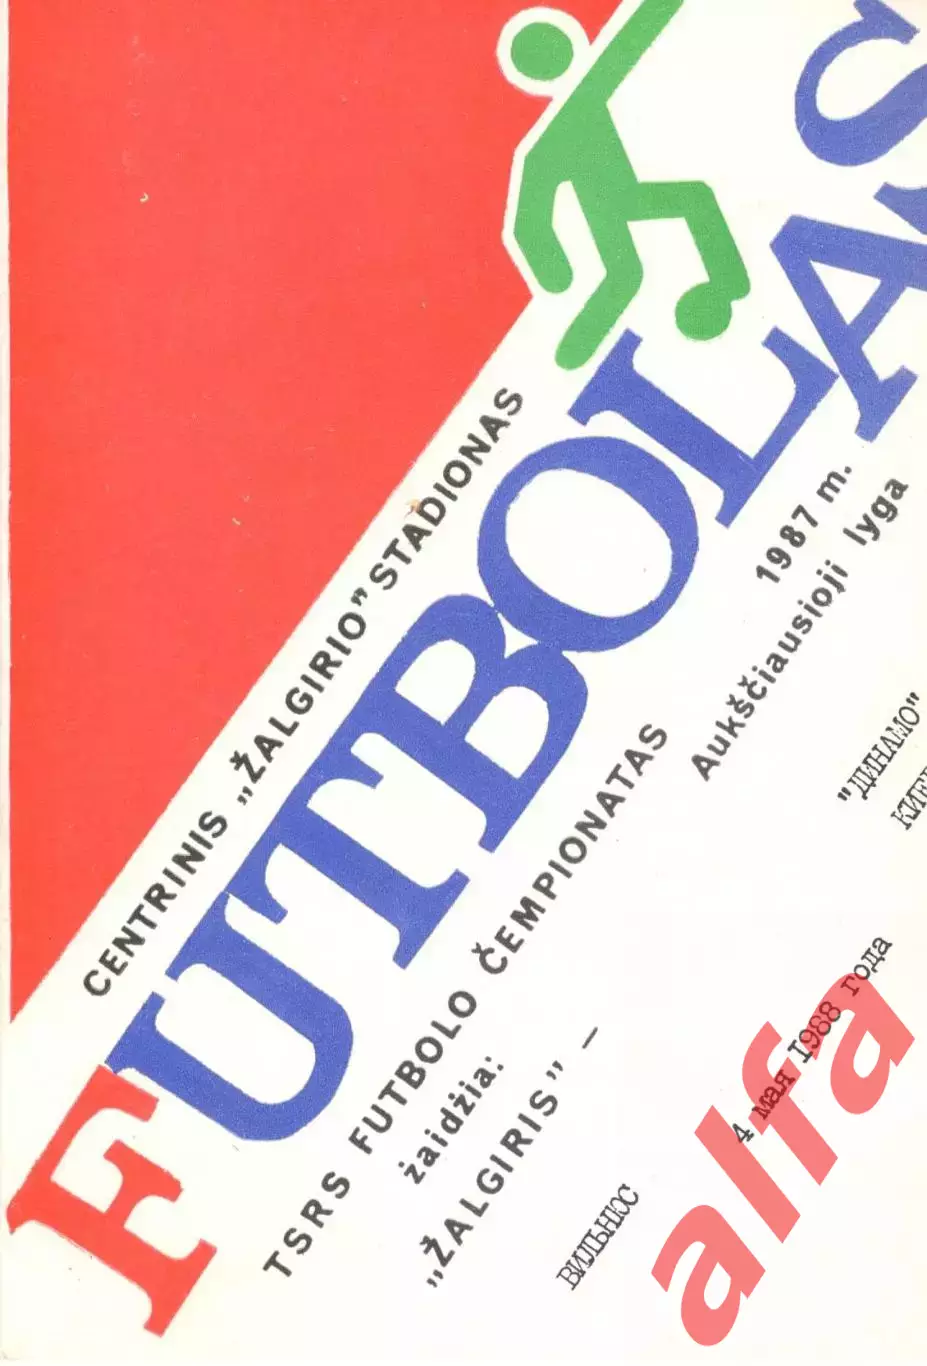 CENTRINIS „ŽALGIRIO” STADIONAS
FUTBOLAS
1987 m.
Aukščiausioji lyga
TSRS FUTBOLO ČEMPIONATAS
žaidžia:
„ŽALGIRIS” –
"ДИНАМО"
ВИЛЬНЮС
4 мая 1988 года
alfa